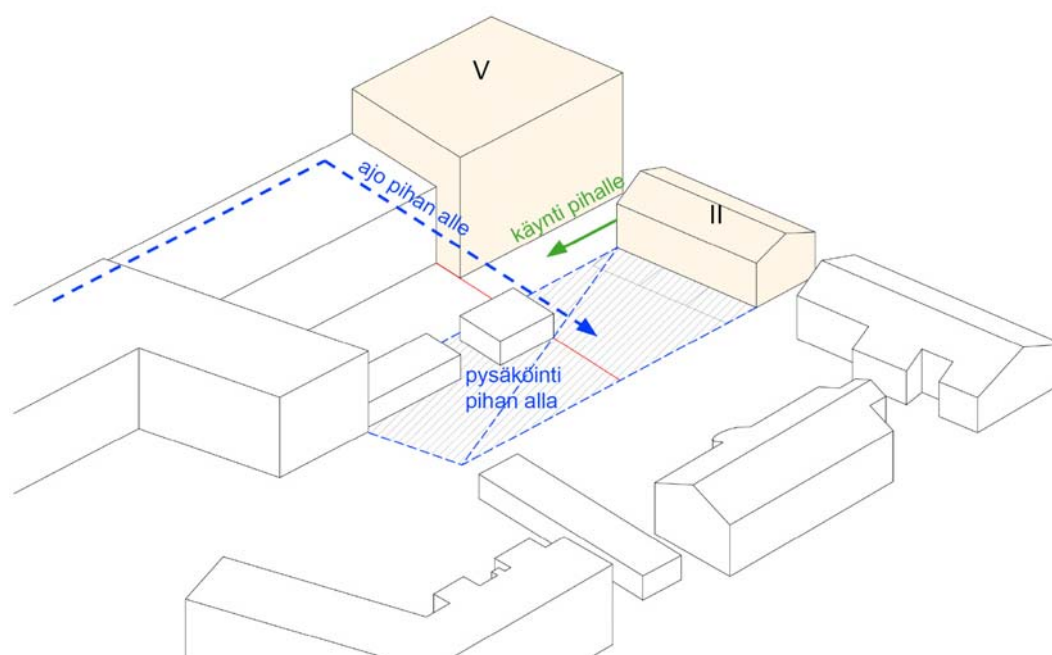 V
ajo pihan alle
käynti pihalle
II
pysäköinti
pihan alla